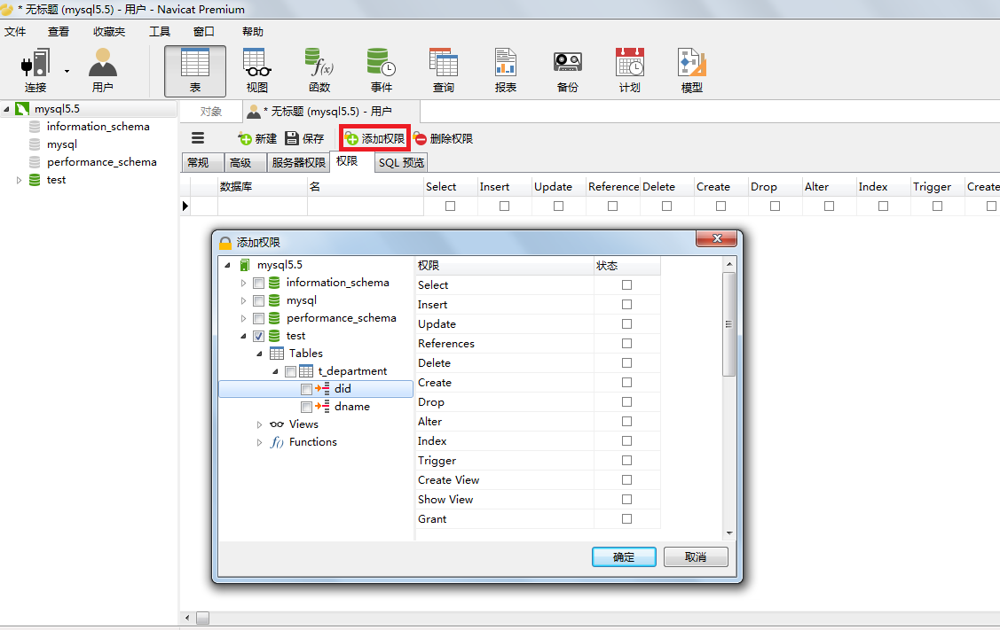 * 无标题 (mysql5.5) - 用户 - Navicat Premium
文件 查看 收藏夹 工具 窗口 帮助
连接 用户 表 视图 函数 事件 查询 报表 备份 计划 模型
mysql5.5
information_schema
mysql
performance_schema
test
对象 * 无标题 (mysql5.5) - 用户
新建 保存 添加权限 删除权限
常规 高级 服务器权限 权限 SQL 预览
数据库 名 Select Insert Update Reference Delete Create Drop Alter Index Trigger Create
添加权限
mysql5.5
information_schema
mysql
performance_schema
test
Tables
t_department
did
dname
Views
Functions
权限 状态
Select
Insert
Update
References
Delete
Create
Drop
Alter
Index
Trigger
Create View
Show View
Grant
确定 取消